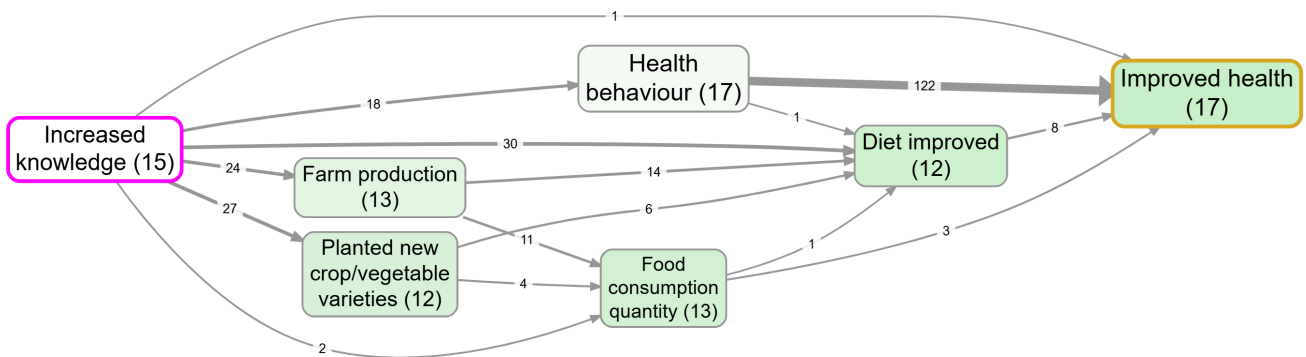 1
Health
behaviour (17)
122
Improved health
(17)
18
1
8
Increased
knowledge (15)
30
Diet improved
(12)
24
Farm production
(13)
14
27
6
Planted new
crop/vegetable
varieties (12)
11
4
Food
consumption
quantity (13)
1
3
2